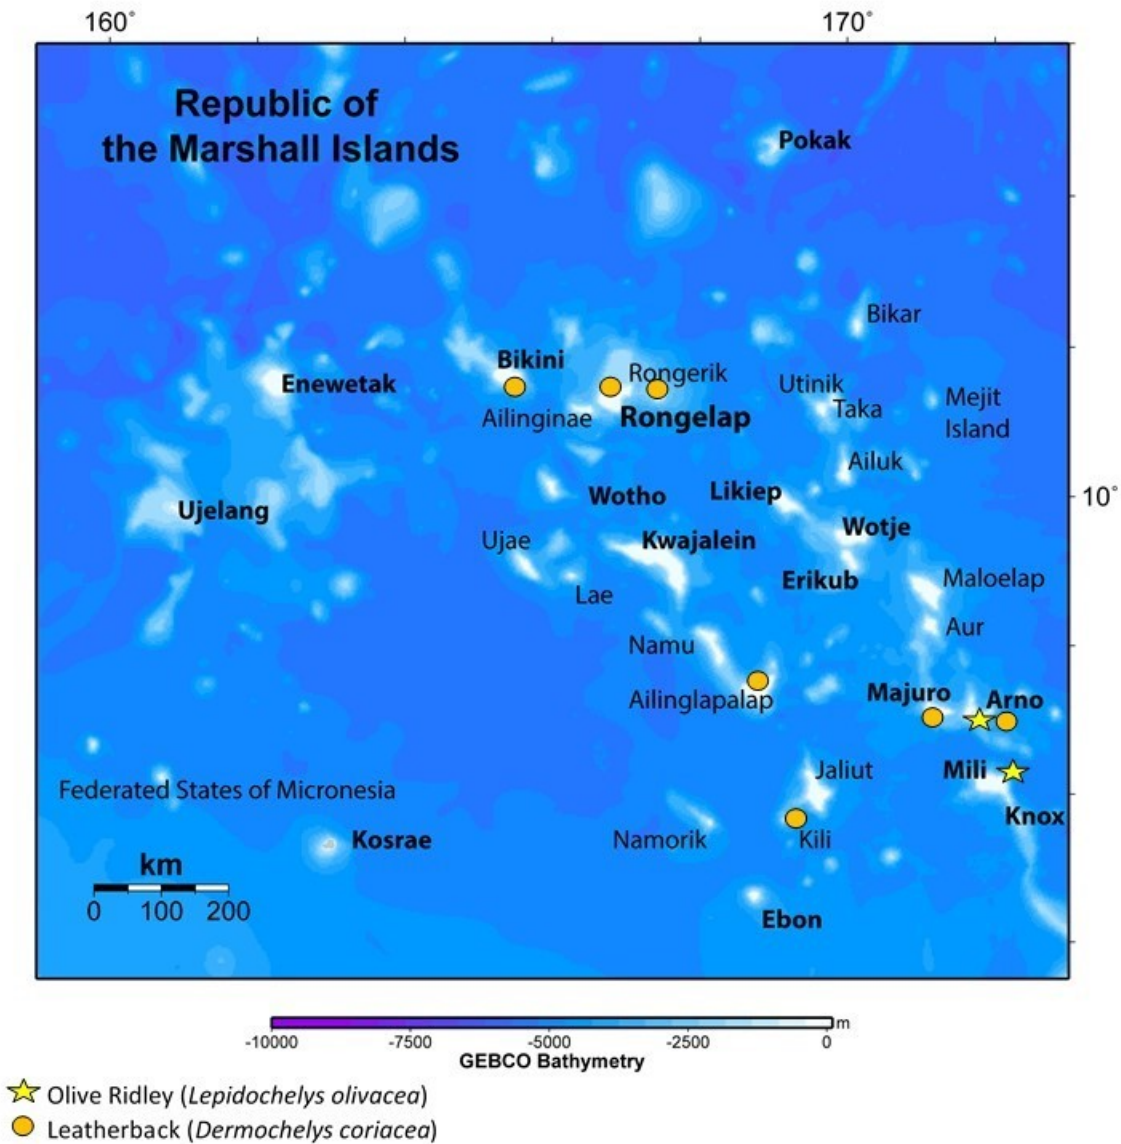 160°
170°
Republic of
the Marshall Islands
Pokak
Bikar
Bikini
Rongerik
Enewetak
Utinik
Mejit
Island
Taka
Ailinginae
Rongelap
Ailuk
Wotho
Likiep
10°
Ujelang
Wotje
Ujae
Kwajalein
Erikub
Maloelap
Lae
Aur
Namu
Ailinglapalap
Majuro
Arno
Jaliut
Mili
Federated States of Micronesia
Knox
Kosrae
Namorik
Kili
km
0 100 200
Ebon
m
-10000 -7500 -5000 -2500 0
GEBCO Bathymetry
Olive Ridley (Lepidochelys olivacea)
Leatherback (Dermochelys coriacea)